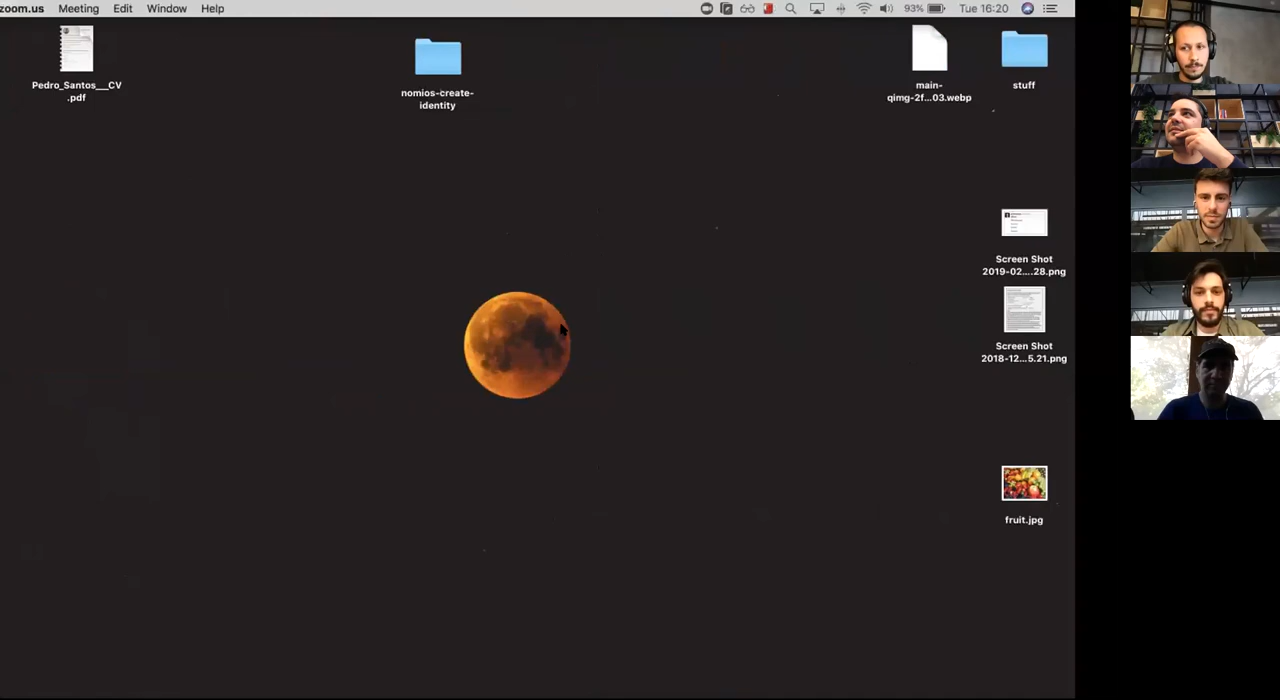 zoom.us Meeting Edit Window Help 93% Tue 16:20
Pedro_Santos___CV
.pdf
nomios-create-
identity
main-
qimg-2f...03.webp
stuff
Screen Shot
2019-02....28.png
Screen Shot
2018-12...5.21.png
fruit.jpg